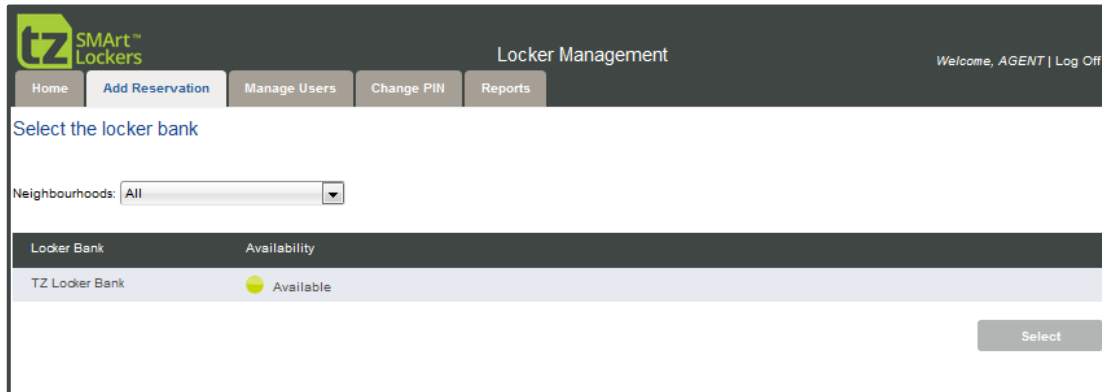 tz SMArt™
Lockers
Locker Management
Welcome, AGENT | Log Off
Home Add Reservation Manage Users Change PIN Reports
Select the locker bank
Neighbourhoods: All
Locker Bank Availability
TZ Locker Bank Available
Select